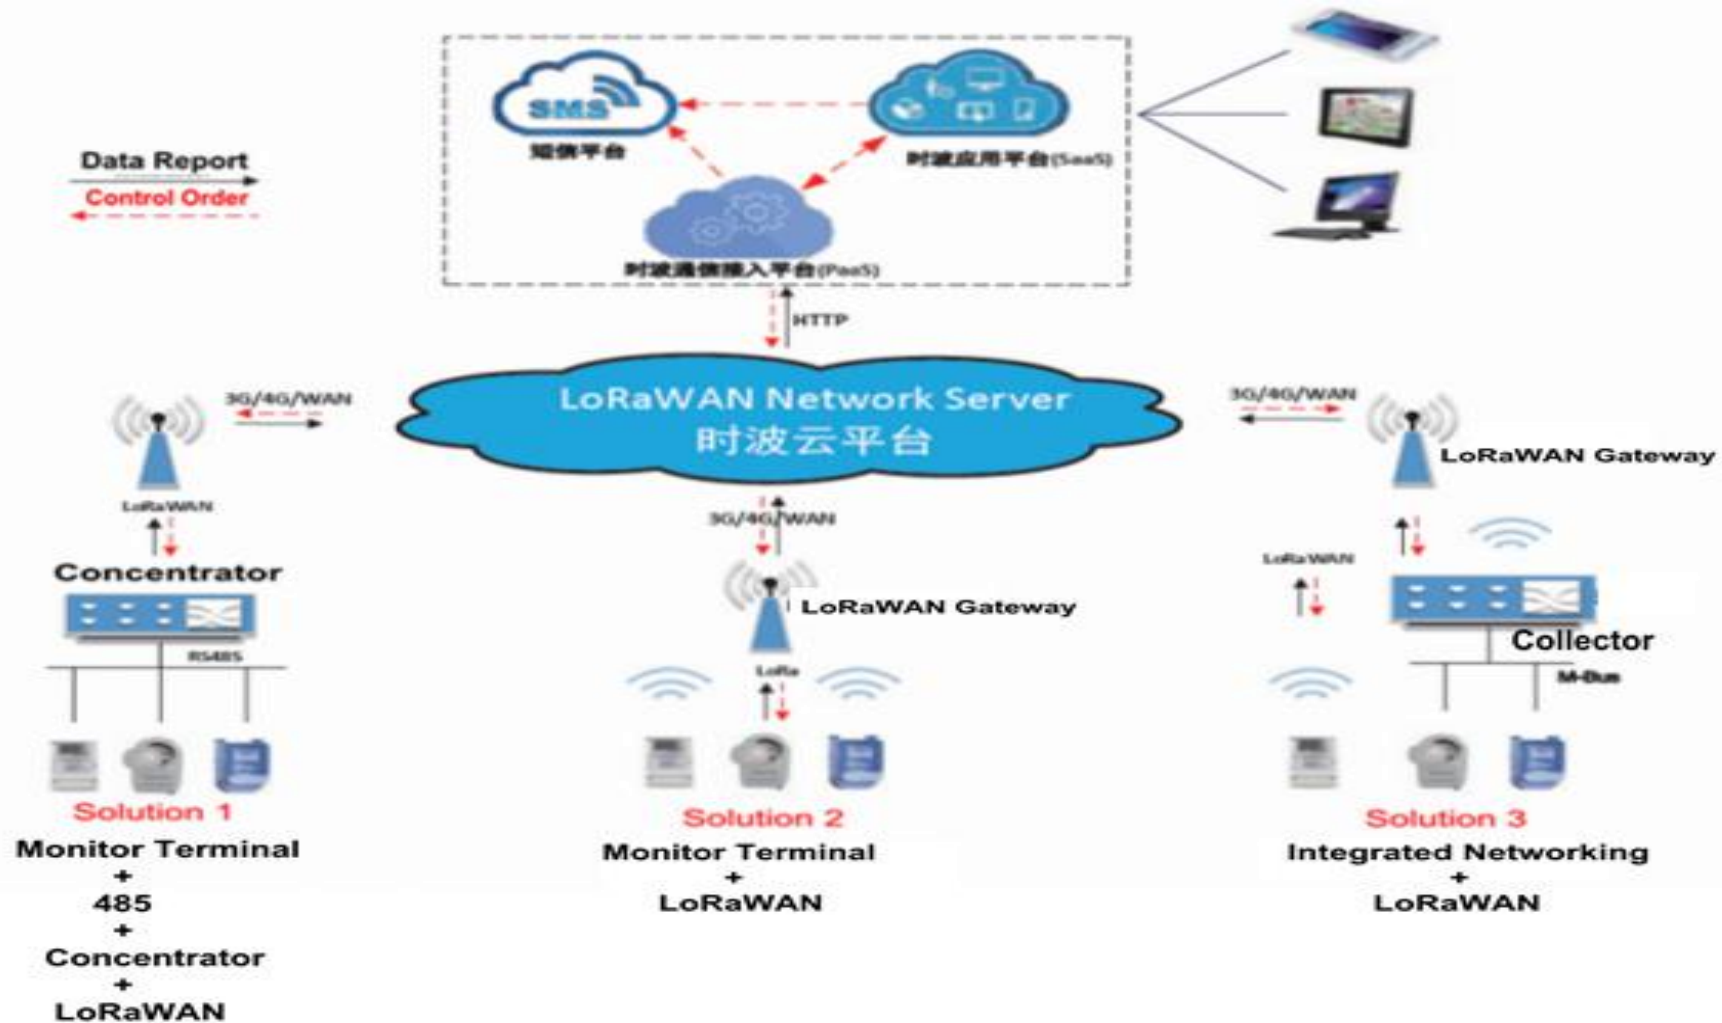 SMS
短信平台
时波应用平台(SaaS)
Data Report
Control Order
时波通信接入平台(PaaS)
HTTP
LoRaWAN Network Server
时波云平台
3G/4G/WAN
3G/4G/WAN
LoRaWAN Gateway
LoRaWAN
3G/4G/WAN
LoRaWAN
Concentrator
LoRaWAN Gateway
Collector
RS485
LoRa
M-Bus
Solution 1
Monitor Terminal
+
485
+
Concentrator
+
LoRaWAN
Solution 2
Monitor Terminal
+
LoRaWAN
Solution 3
Integrated Networking
+
LoRaWAN